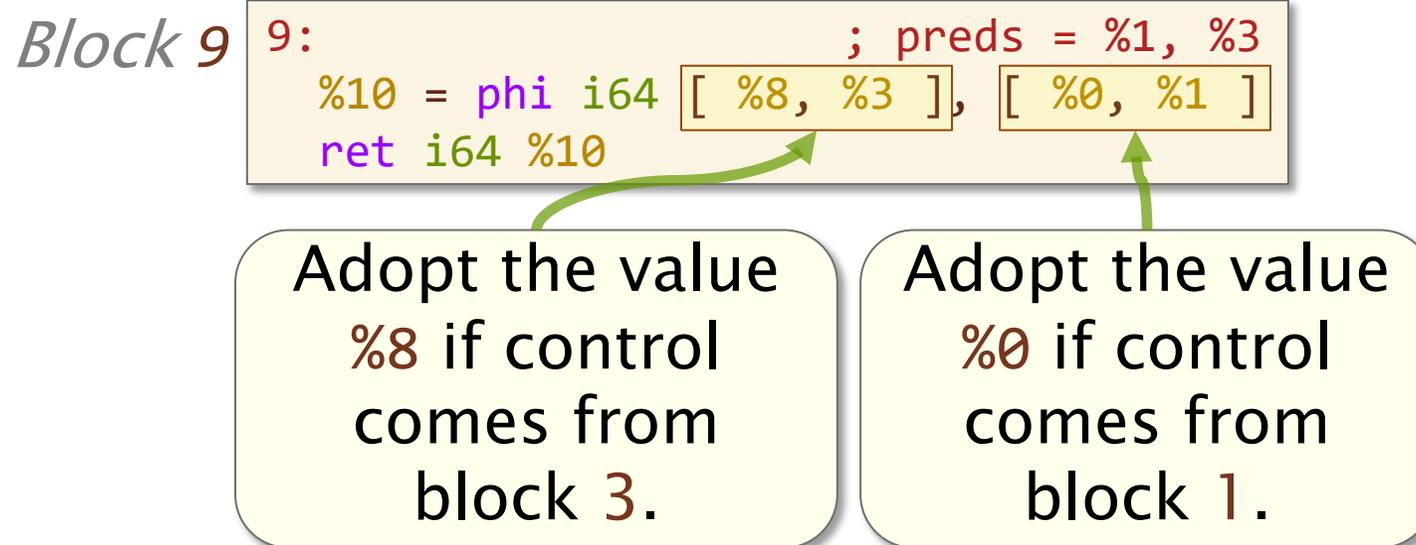 Block 9
9: ; preds = %1, %3
%10 = phi i64 [ %8, %3 ], [ %0, %1 ]
ret i64 %10
Adopt the value
%8 if control
comes from
block 3.
Adopt the value
%0 if control
comes from
block 1.